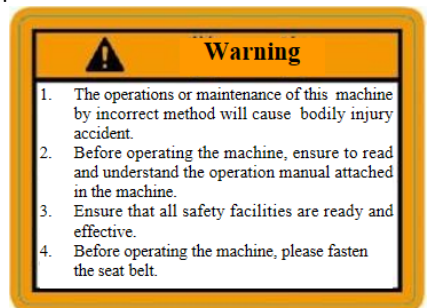 Warning
1. The operations or maintenance of this machine
by incorrect method will cause bodily injury
accident.
2. Before operating the machine, ensure to read
and understand the operation manual attached
in the machine.
3. Ensure that all safety facilities are ready and
effective.
4. Before operating the machine, please fasten
the seat belt.